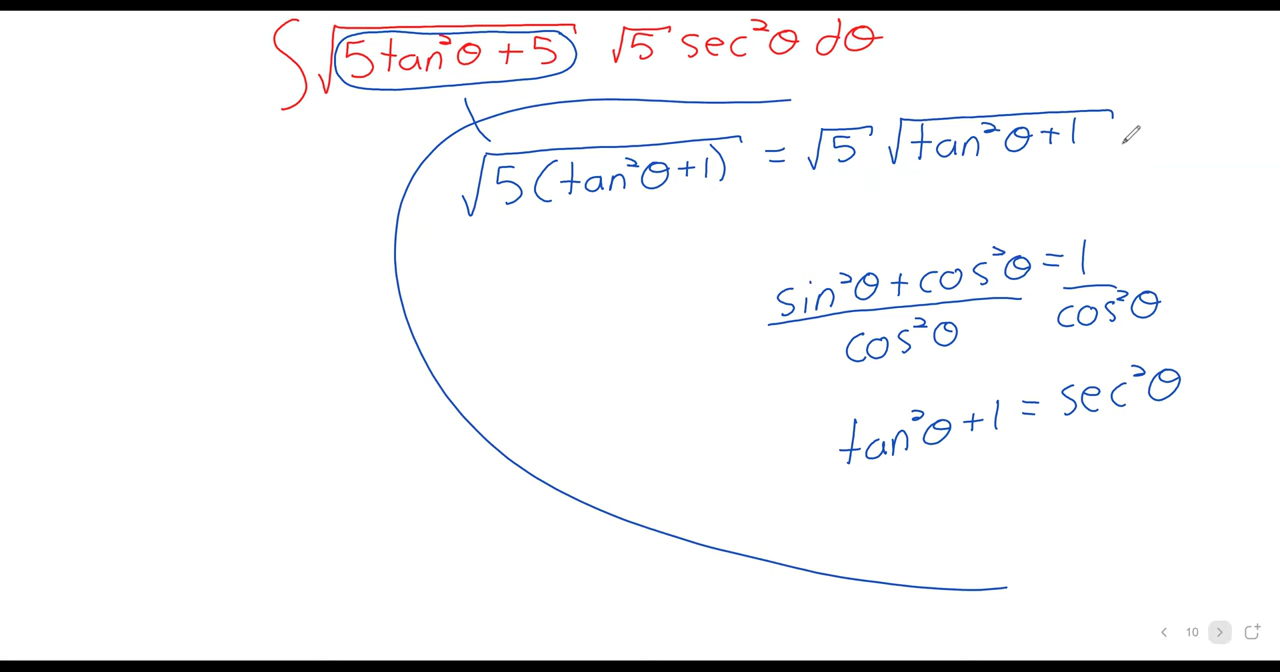 ∫√(5tan²θ + 5) √5 sec²θ dθ
√(5(tan²θ+1)) = √5 √(tan²θ+1)
(sin²θ + cos²θ)/cos²θ = 1/cos²θ
tan²θ + 1 = sec²θ
10